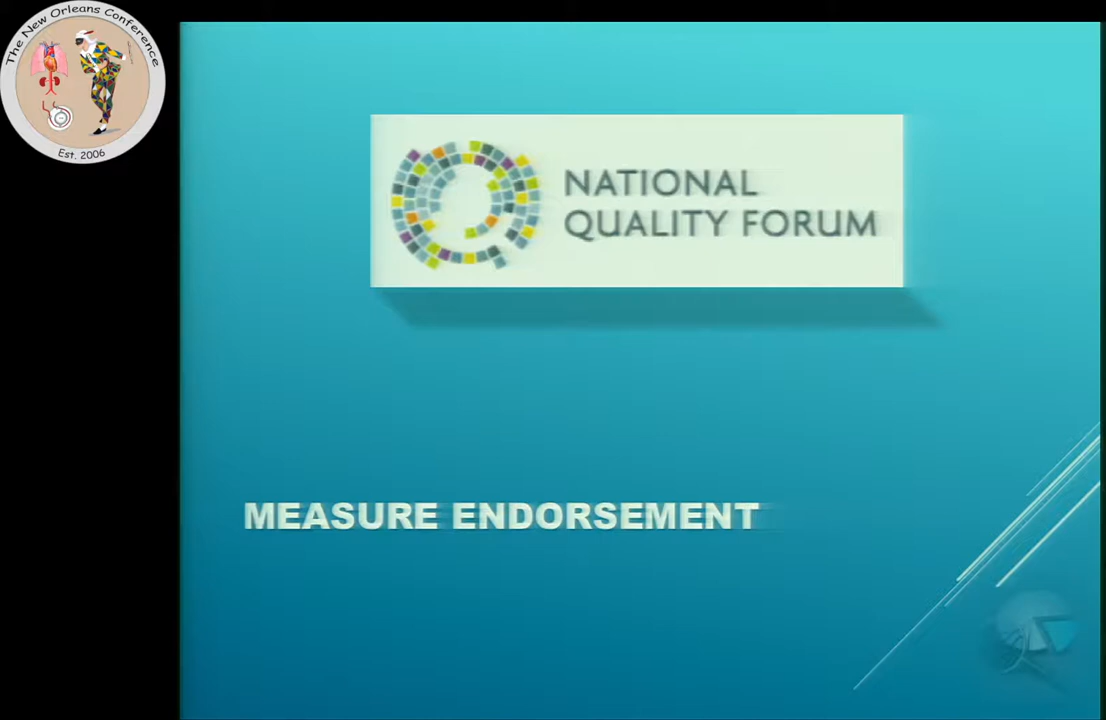 The New Orleans Conference
Est. 2006
NATIONAL
QUALITY FORUM
MEASURE ENDORSEMENT